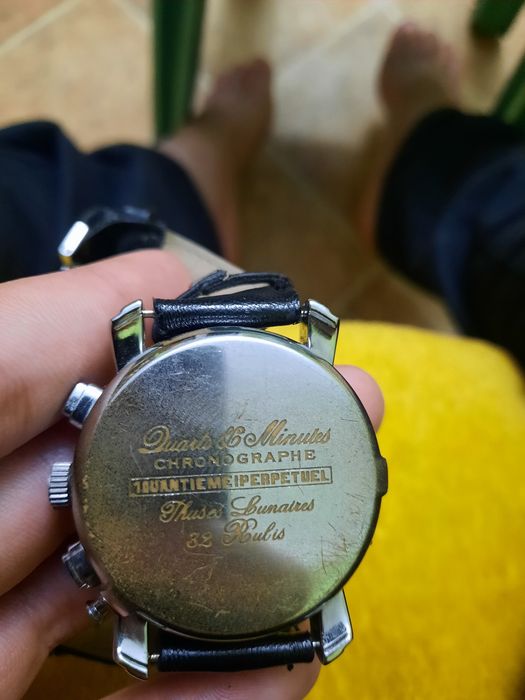 Quarts & Minutes
CHRONOGRAPHE
QUANTIEME PERPETUEL
Phases Lunaires
32 Rubis